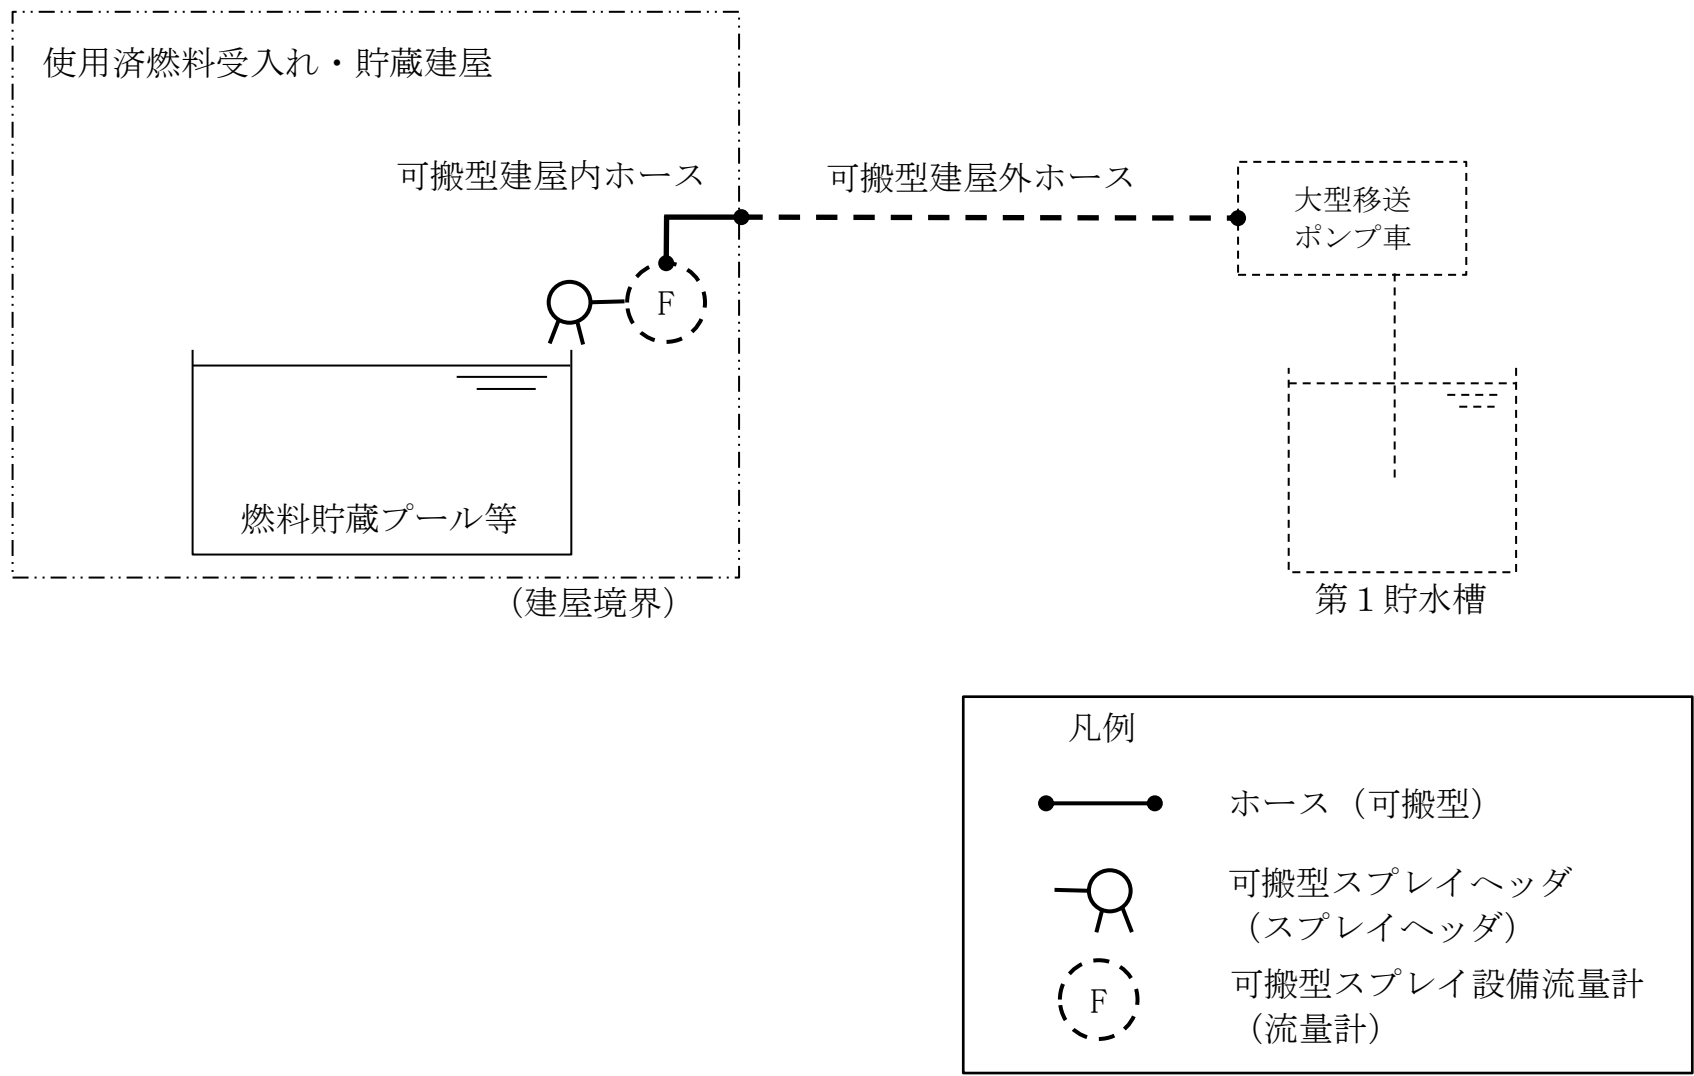 使用済燃料受入れ・貯蔵建屋
可搬型建屋内ホース
可搬型建屋外ホース
大型移送
ポンプ車
F
燃料貯蔵プール等
（建屋境界）
第１貯水槽
凡例
ホース（可搬型）
可搬型スプレイヘッダ
（スプレイヘッダ）
F
可搬型スプレイ設備流量計
（流量計）